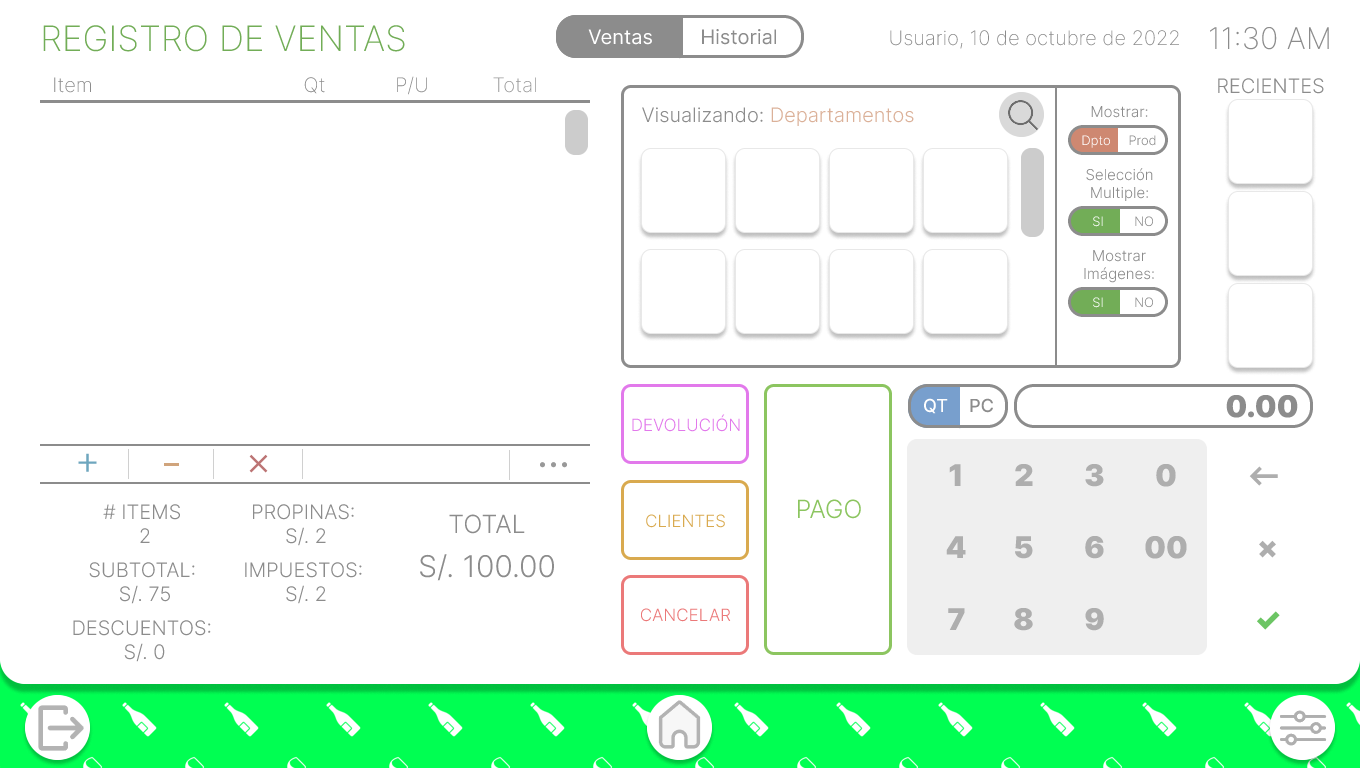 REGISTRO DE VENTAS
Ventas
Historial
Usuario, 10 de octubre de 2022
11:30 AM
Item
Qt
P/U
Total
RECIENTES
Visualizando: Departamentos
Mostrar:
Dpto
Prod
Selección
Multiple:
SI
NO
Mostrar
Imágenes:
SI
NO
DEVOLUCIÓN
CLIENTES
CANCELAR
PAGO
QT
PC
0.00
1 2 3 0
4 5 6 00
7 8 9
# ITEMS
2
SUBTOTAL:
S/. 75
DESCUENTOS:
S/. 0
PROPINAS:
S/. 2
IMPUESTOS:
S/. 2
TOTAL
S/. 100.00